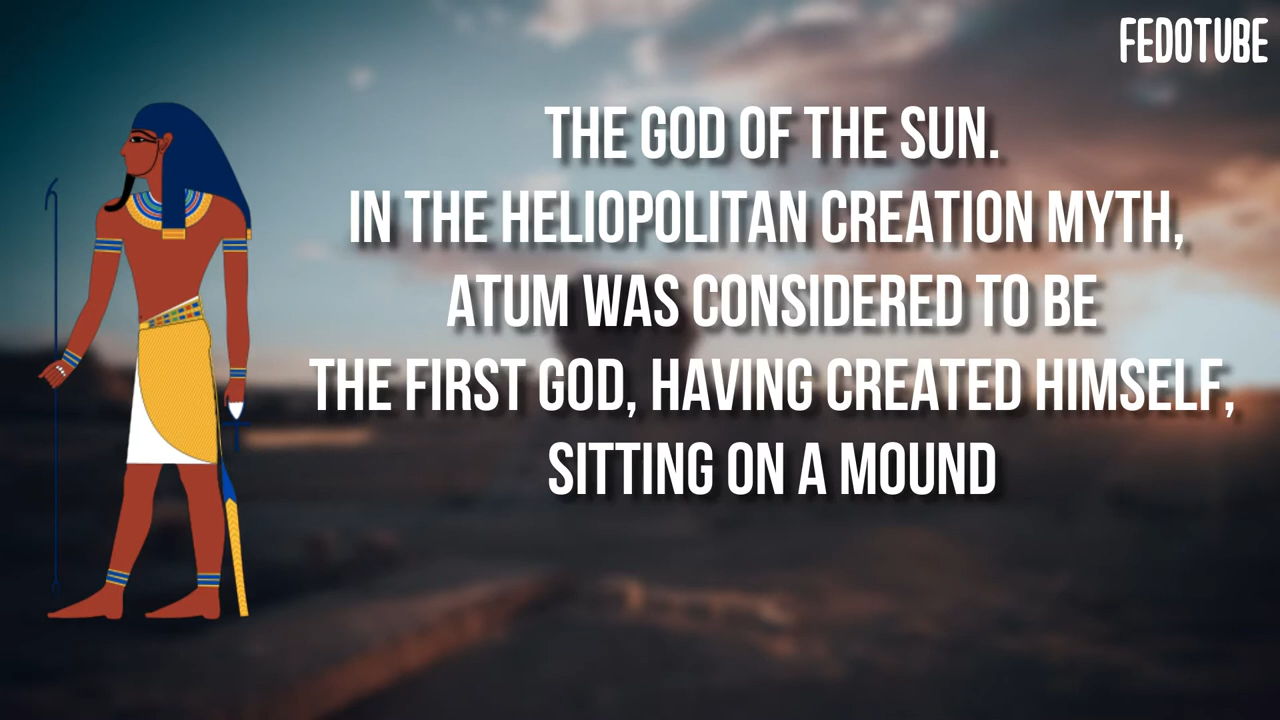 FEDOTUBE
THE GOD OF THE SUN.
IN THE HELIOPOLITAN CREATION MYTH,
ATUM WAS CONSIDERED TO BE
THE FIRST GOD, HAVING CREATED HIMSELF,
SITTING ON A MOUND